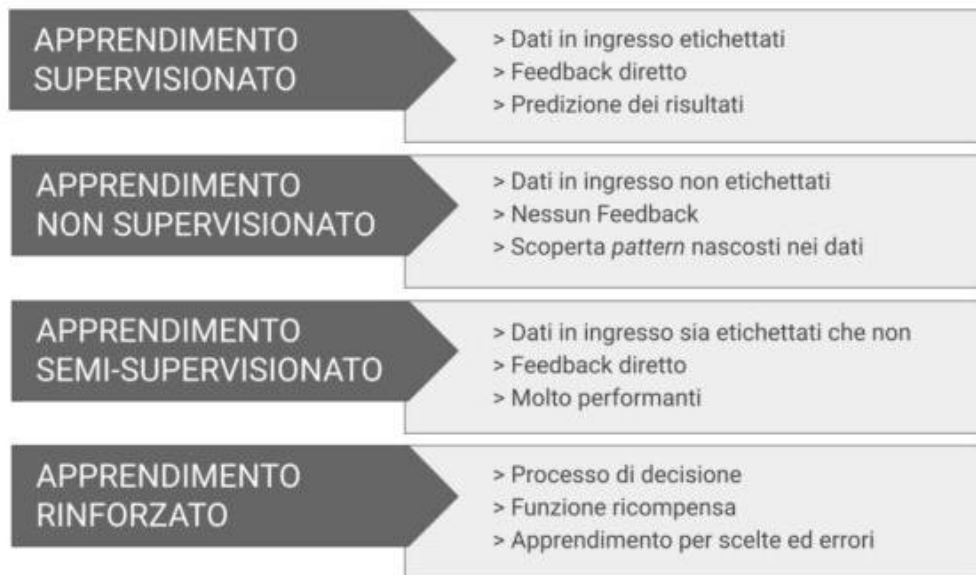 APPRENDIMENTO
SUPERVISIONATO
> Dati in ingresso etichettati
> Feedback diretto
> Predizione dei risultati
APPRENDIMENTO
NON SUPERVISIONATO
> Dati in ingresso non etichettati
> Nessun Feedback
> Scoperta pattern nascosti nei dati
APPRENDIMENTO
SEMI-SUPERVISIONATO
> Dati in ingresso sia etichettati che non
> Feedback diretto
> Molto performanti
APPRENDIMENTO
RINFORZATO
> Processo di decisione
> Funzione ricompensa
> Apprendimento per scelte ed errori